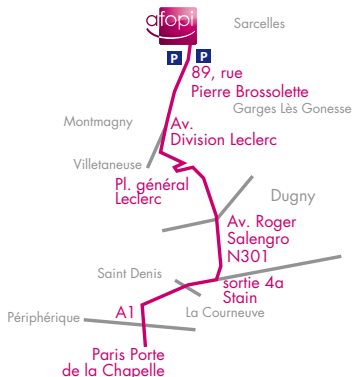 afopi
Sarcelles
P P
89, rue
Pierre Brossolette
Garges Lès Gonesse
Montmagny
Av.
Division Leclerc
Villetaneuse
Pl. général
Leclerc
Dugny
Av. Roger
Salengro
N301
Saint Denis
sortie 4a
Stain
La Courneuve
A1
Périphérique
Paris Porte
de la Chapelle